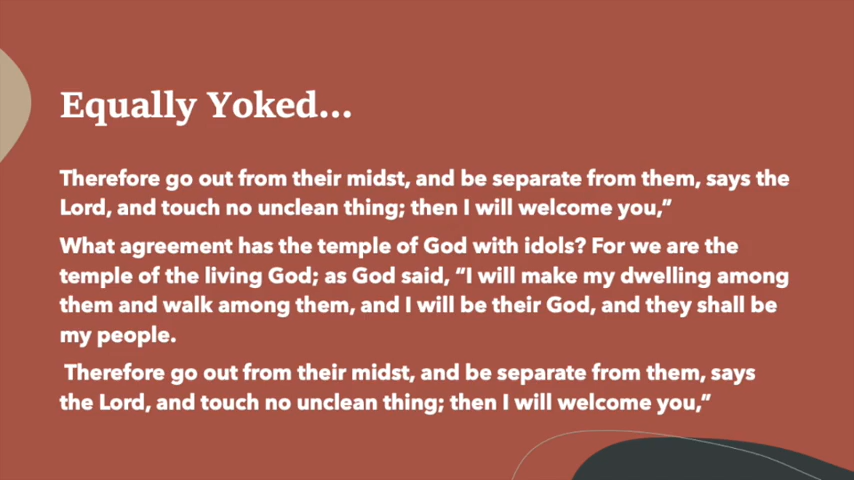 Equally Yoked...
Therefore go out from their midst, and be separate from them, says the
Lord, and touch no unclean thing; then I will welcome you,”
What agreement has the temple of God with idols? For we are the
temple of the living God; as God said, “I will make my dwelling among
them and walk among them, and I will be their God, and they shall be
my people.
Therefore go out from their midst, and be separate from them, says
the Lord, and touch no unclean thing; then I will welcome you,”